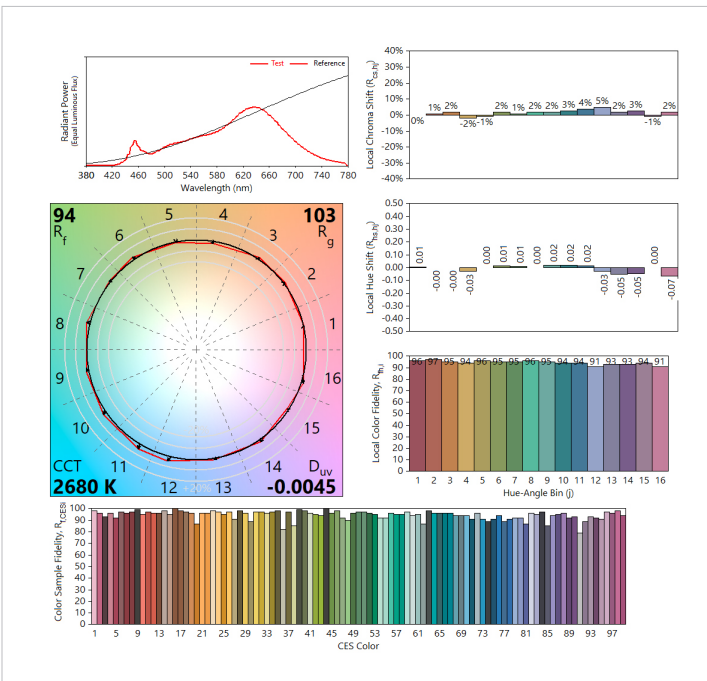 Radiant Power
(Equal Luminous Flux)
Test
Reference
380 420 460 500 540 580 620 660 700 740 780
Wavelength (nm)
Local Chroma Shift (Rcs,hj)
40%
30%
20%
10%
0%
-10%
-20%
-30%
-40%
0% 1% 2% -2% -1% 2% 1% 2% 2% 3% 4% 5% 2% 3% -1% 2%
94
Rf
103
Rg
CCT
2680 K
Duv
-0.0045
1
2
3
4
5
6
7
8
9
10
11
12
13
14
15
16
+20%
Local Hue Shift (Rhs,hj)
0.50
0.40
0.30
0.20
0.10
0.00
-0.10
-0.20
-0.30
-0.40
-0.50
0.01 -0.00 -0.00 -0.03 0.00 0.01 0.01 0.00 0.02 0.02 0.02 -0.03 -0.05 -0.05 0.00 -0.07
Local Color Fidelity, Rfh,i
100
90
80
70
60
50
40
30
20
10
0
96 97 95 94 96 95 95 96 95 94 94 91 93 93 94 91
1 2 3 4 5 6 7 8 9 10 11 12 13 14 15 16
Hue-Angle Bin (j)
Color Sample Fidelity, Rf,CESi
100
90
80
70
60
50
40
30
20
10
0
1 5 9 13 17 21 25 29 33 37 41 45 49 53 57 61 65 69 73 77 81 85 89 93 97
CES Color